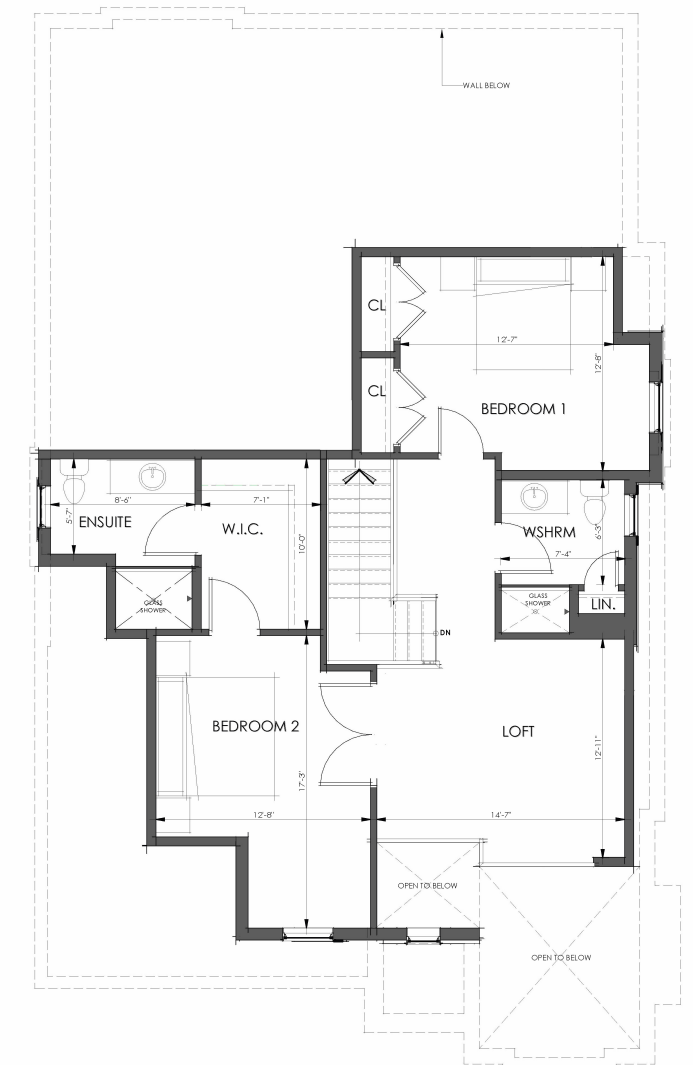 WALL BELOW
CL
12'-7"
12'-8"
CL
BEDROOM 1
8'-6"
7'-1"
5'-7"
ENSUITE
W.I.C.
10'-0"
6'-3"
WSHRM
7'-4"
GLASS
SHOWER
GLASS
SHOWER
LIN.
DN
BEDROOM 2
LOFT
17'-3"
12'-11"
12'-8"
14'-7"
OPEN TO BELOW
OPEN TO BELOW